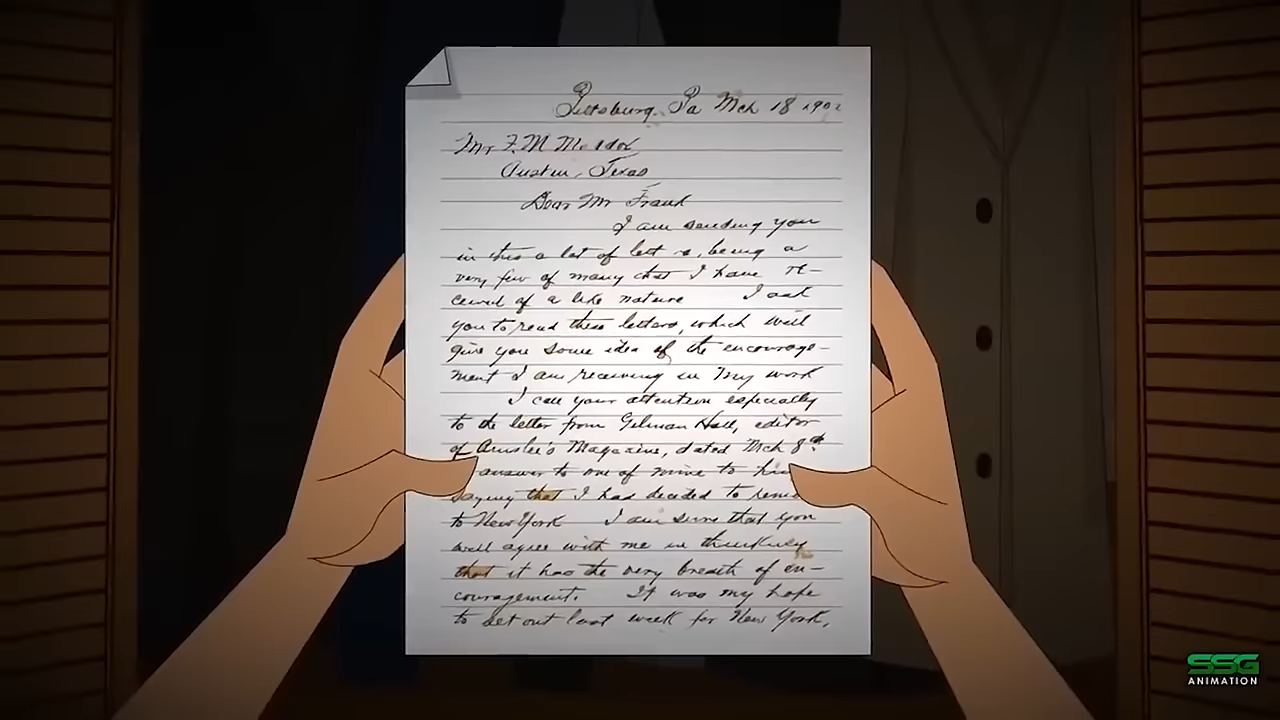 Pittsburg, Pa Mch 18 190
Mr F. M Maddox
Austin, Texas
Dear Mr Frank
I am sending you
in this a lot of lett rs, being a
very few of many that I have re-
ceived of a like nature I ask
you to read these letters, which will
give you some idea of the encourage-
ment I am receiving in my work
I call your attention especially
to the letter from Gilman Hall, editor
of Ainslee's Magazine, dated Mch 8th
answer to one of mine to him
saying that I had decided to remo
to New York I am sure that you
will agree with me in thinking
that it has the very breath of en-
couragement. It was my hope
to set out last week for New York,
SSG
ANIMATION